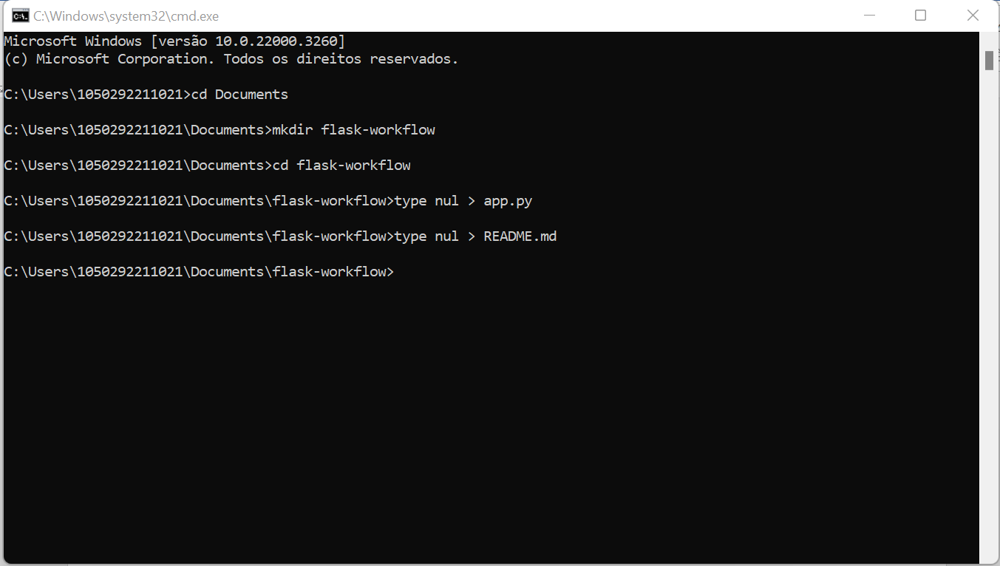 C:\Windows\system32\cmd.exe
Microsoft Windows [versão 10.0.22000.3260]
(c) Microsoft Corporation. Todos os direitos reservados.
C:\Users\1050292211021>cd Documents
C:\Users\1050292211021\Documents>mkdir flask-workflow
C:\Users\1050292211021\Documents>cd flask-workflow
C:\Users\1050292211021\Documents\flask-workflow>type nul > app.py
C:\Users\1050292211021\Documents\flask-workflow>type nul > README.md
C:\Users\1050292211021\Documents\flask-workflow>